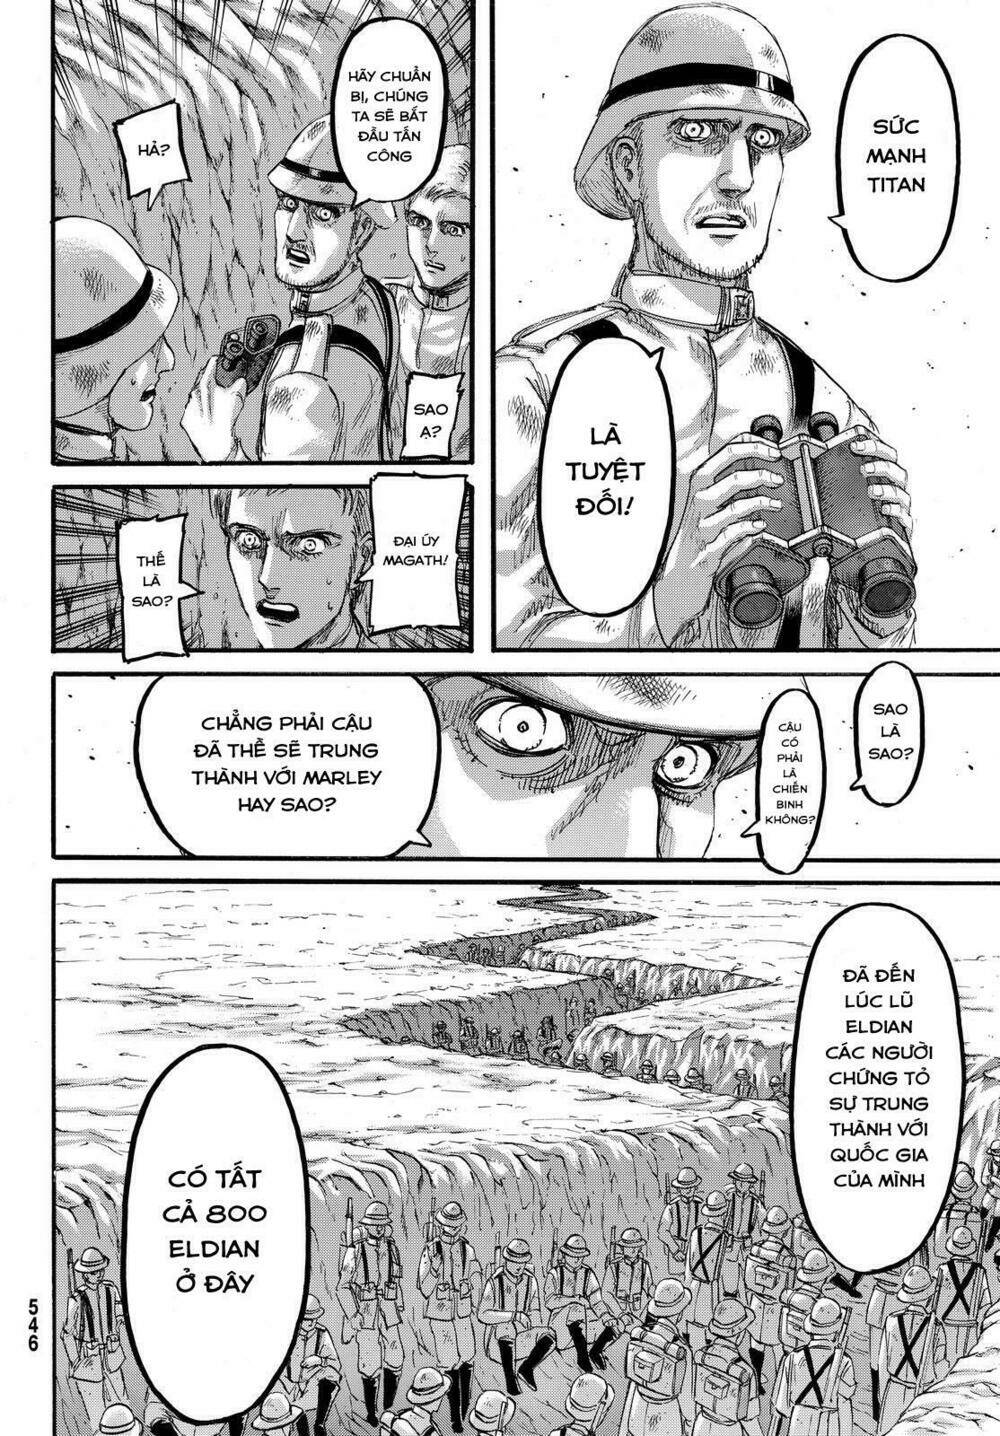 SỨC
MẠNH
TITAN
LÀ
TUYỆT
ĐỐI!
HÃY CHUẨN
BỊ, CHÚNG
TA SẼ BẮT
ĐẦU TẤN
CÔNG
HẢ?
SAO
Ạ?
ĐẠI ÚY
MAGATH!
THẾ
LÀ
SAO?
SAO
LÀ
SAO?
CẬU
CÓ
PHẢI
LÀ
CHIẾN
BINH
KHÔNG?
CHẲNG PHẢI CẬU
ĐÃ THỀ SẼ TRUNG
THÀNH VỚI MARLEY
HAY SAO?
ĐÃ ĐẾN
LÚC LŨ
ELDIAN
CÁC NGƯỜI
CHỨNG TỎ
SỰ TRUNG
THÀNH VỚI
QUỐC GIA
CỦA MÌNH
CÓ TẤT
CẢ 800
ELDIAN
Ở ĐÂY
546